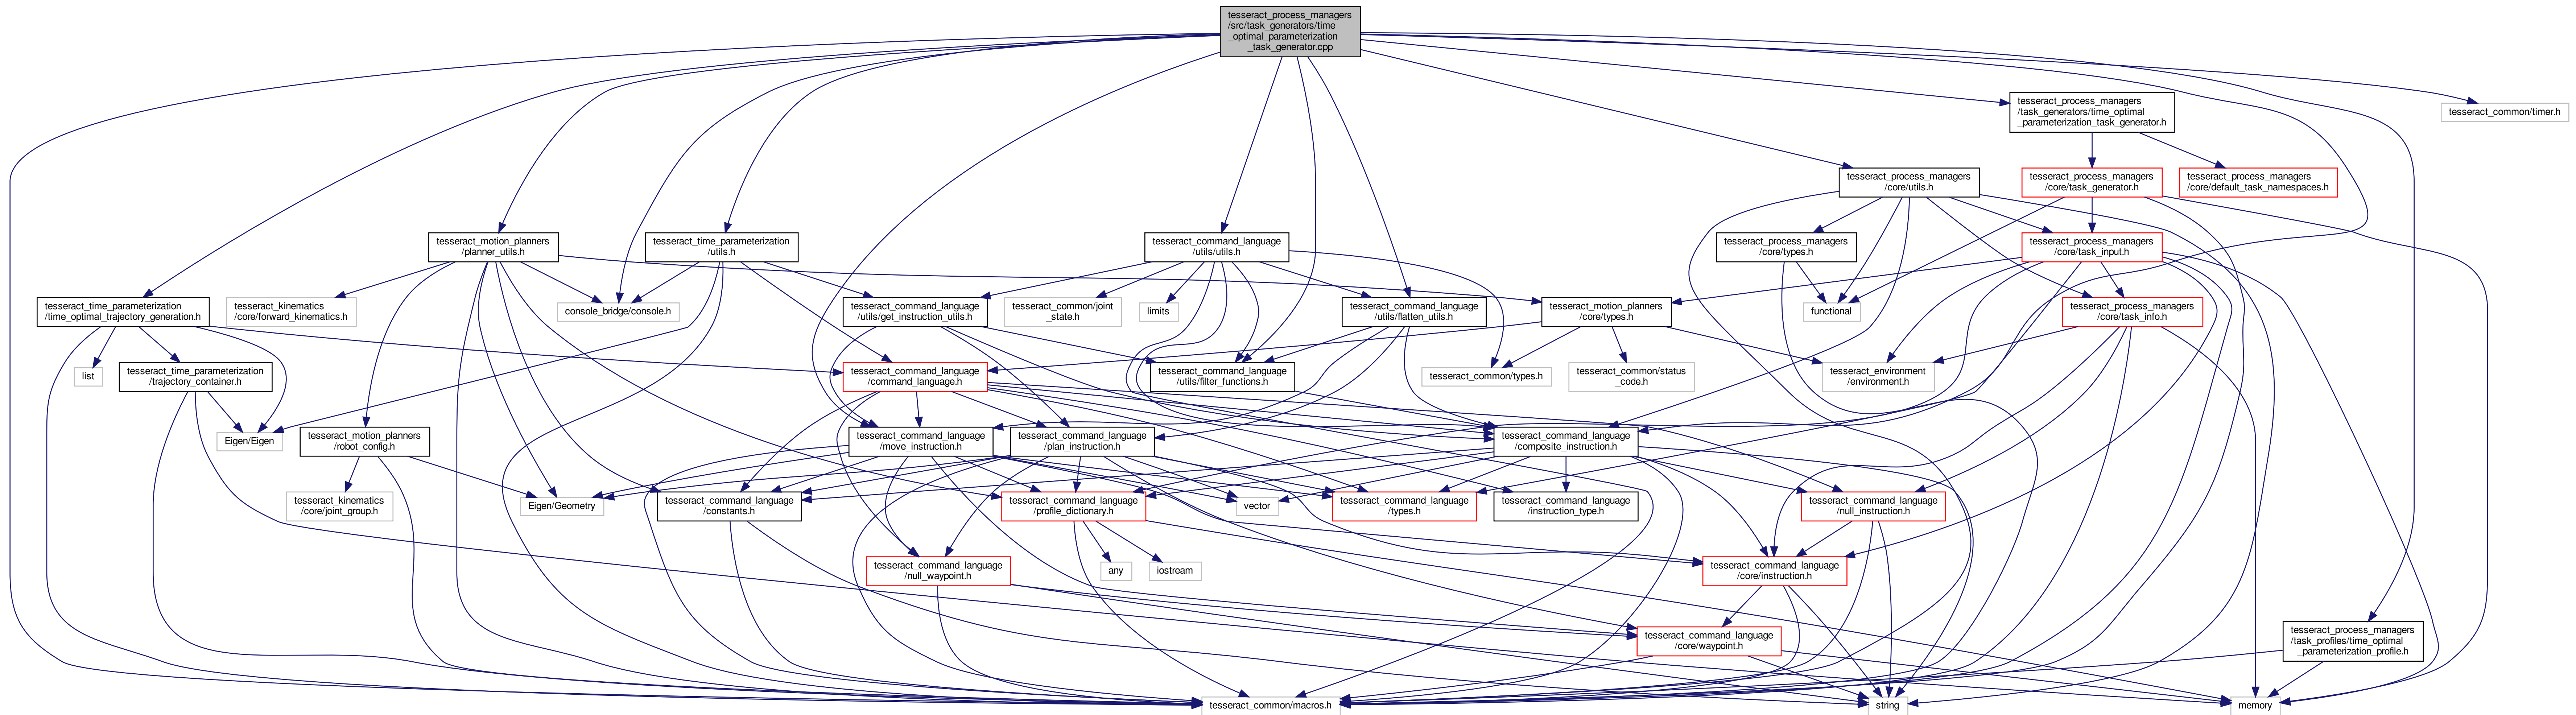 tesseract_process_managers
/src/task_generators/time
_optimal_parameterization
_task_generator.cpp
tesseract_process_managers
/task_generators/time_optimal
_parameterization_task_generator.h
tesseract_common/timer.h
tesseract_process_managers
/core/utils.h
tesseract_process_managers
/core/task_generator.h
tesseract_process_managers
/core/default_task_namespaces.h
tesseract_motion_planners
/planner_utils.h
tesseract_time_parameterization
/utils.h
tesseract_command_language
/utils/utils.h
tesseract_process_managers
/core/types.h
tesseract_process_managers
/core/task_input.h
tesseract_time_parameterization
/time_optimal_trajectory_generation.h
tesseract_kinematics
/core/forward_kinematics.h
console_bridge/console.h
tesseract_command_language
/utils/get_instruction_utils.h
tesseract_common/joint
_state.h
limits
tesseract_command_language
/utils/flatten_utils.h
tesseract_motion_planners
/core/types.h
functional
tesseract_process_managers
/core/task_info.h
list
tesseract_time_parameterization
/trajectory_container.h
tesseract_command_language
/command_language.h
tesseract_command_language
/utils/filter_functions.h
tesseract_common/types.h
tesseract_common/status
_code.h
tesseract_environment
/environment.h
Eigen/Eigen
tesseract_motion_planners
/robot_config.h
tesseract_command_language
/move_instruction.h
tesseract_command_language
/plan_instruction.h
tesseract_command_language
/composite_instruction.h
tesseract_kinematics
/core/joint_group.h
Eigen/Geometry
tesseract_command_language
/constants.h
tesseract_command_language
/profile_dictionary.h
vector
tesseract_command_language
/types.h
tesseract_command_language
/instruction_type.h
tesseract_command_language
/null_instruction.h
tesseract_command_language
/null_waypoint.h
any
iostream
tesseract_command_language
/core/instruction.h
tesseract_command_language
/core/waypoint.h
tesseract_process_managers
/task_profiles/time_optimal
_parameterization_profile.h
tesseract_common/macros.h
string
memory